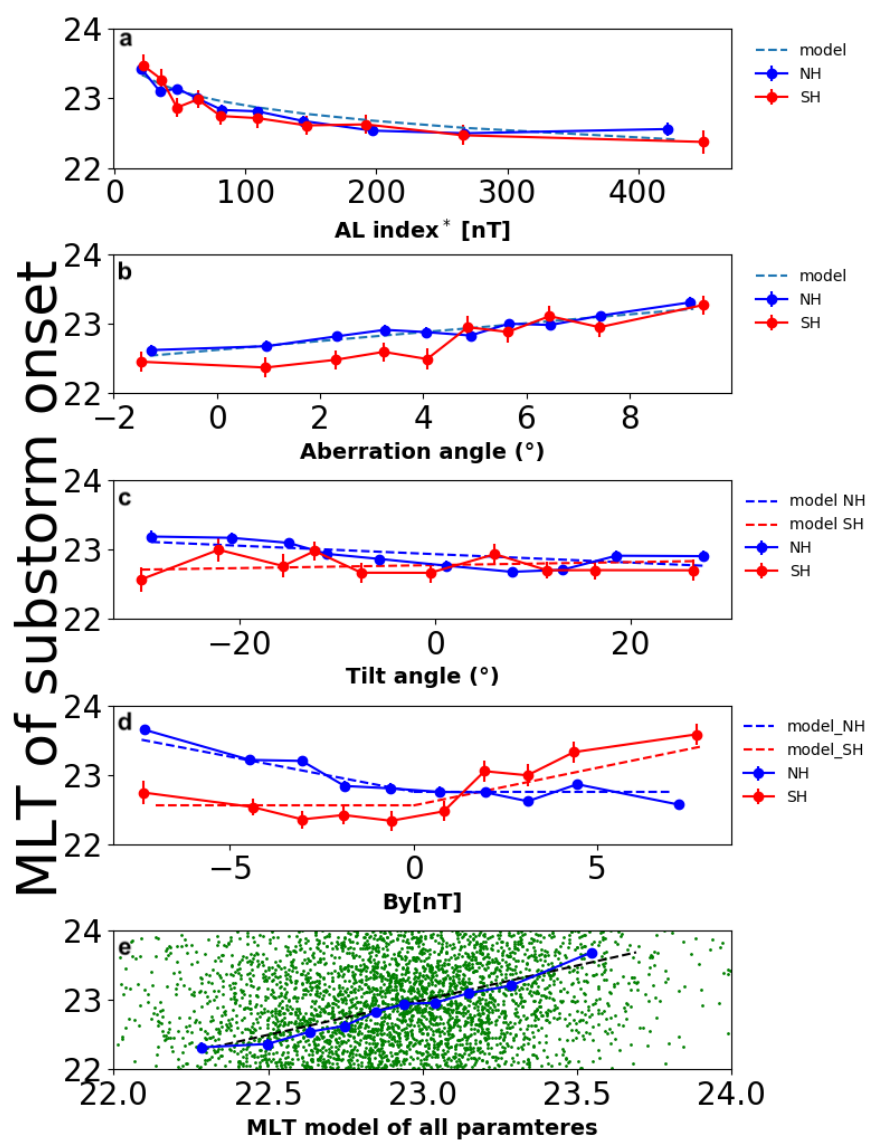 MLT of substorm onset
a
24
23
22
0 100 200 300 400
AL index* [nT]
model
NH
SH
b
24
23
22
−2 0 2 4 6 8
Aberration angle (°)
model
NH
SH
c
24
23
22
−20 0 20
Tilt angle (°)
model NH
model SH
NH
SH
d
24
23
22
−5 0 5
By[nT]
model_NH
model_SH
NH
SH
e
24
23
22
22.0 22.5 23.0 23.5 24.0
MLT model of all paramteres